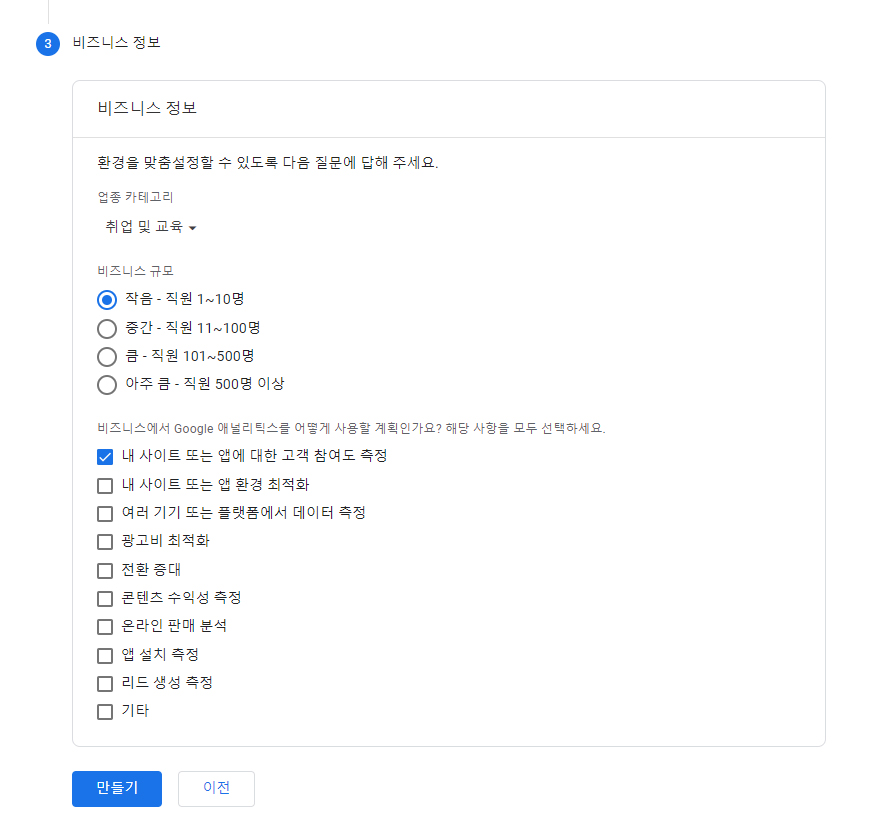 3 비즈니스 정보
비즈니스 정보
환경을 맞춤설정할 수 있도록 다음 질문에 답해 주세요.
업종 카테고리
취업 및 교육
비즈니스 규모
작음 - 직원 1~10명
중간 - 직원 11~100명
큼 - 직원 101~500명
아주 큼 - 직원 500명 이상
비즈니스에서 Google 애널리틱스를 어떻게 사용할 계획인가요? 해당 사항을 모두 선택하세요.
내 사이트 또는 앱에 대한 고객 참여도 측정
내 사이트 또는 앱 환경 최적화
여러 기기 또는 플랫폼에서 데이터 측정
광고비 최적화
전환 증대
콘텐츠 수익성 측정
온라인 판매 분석
앱 설치 측정
리드 생성 측정
기타
만들기 이전